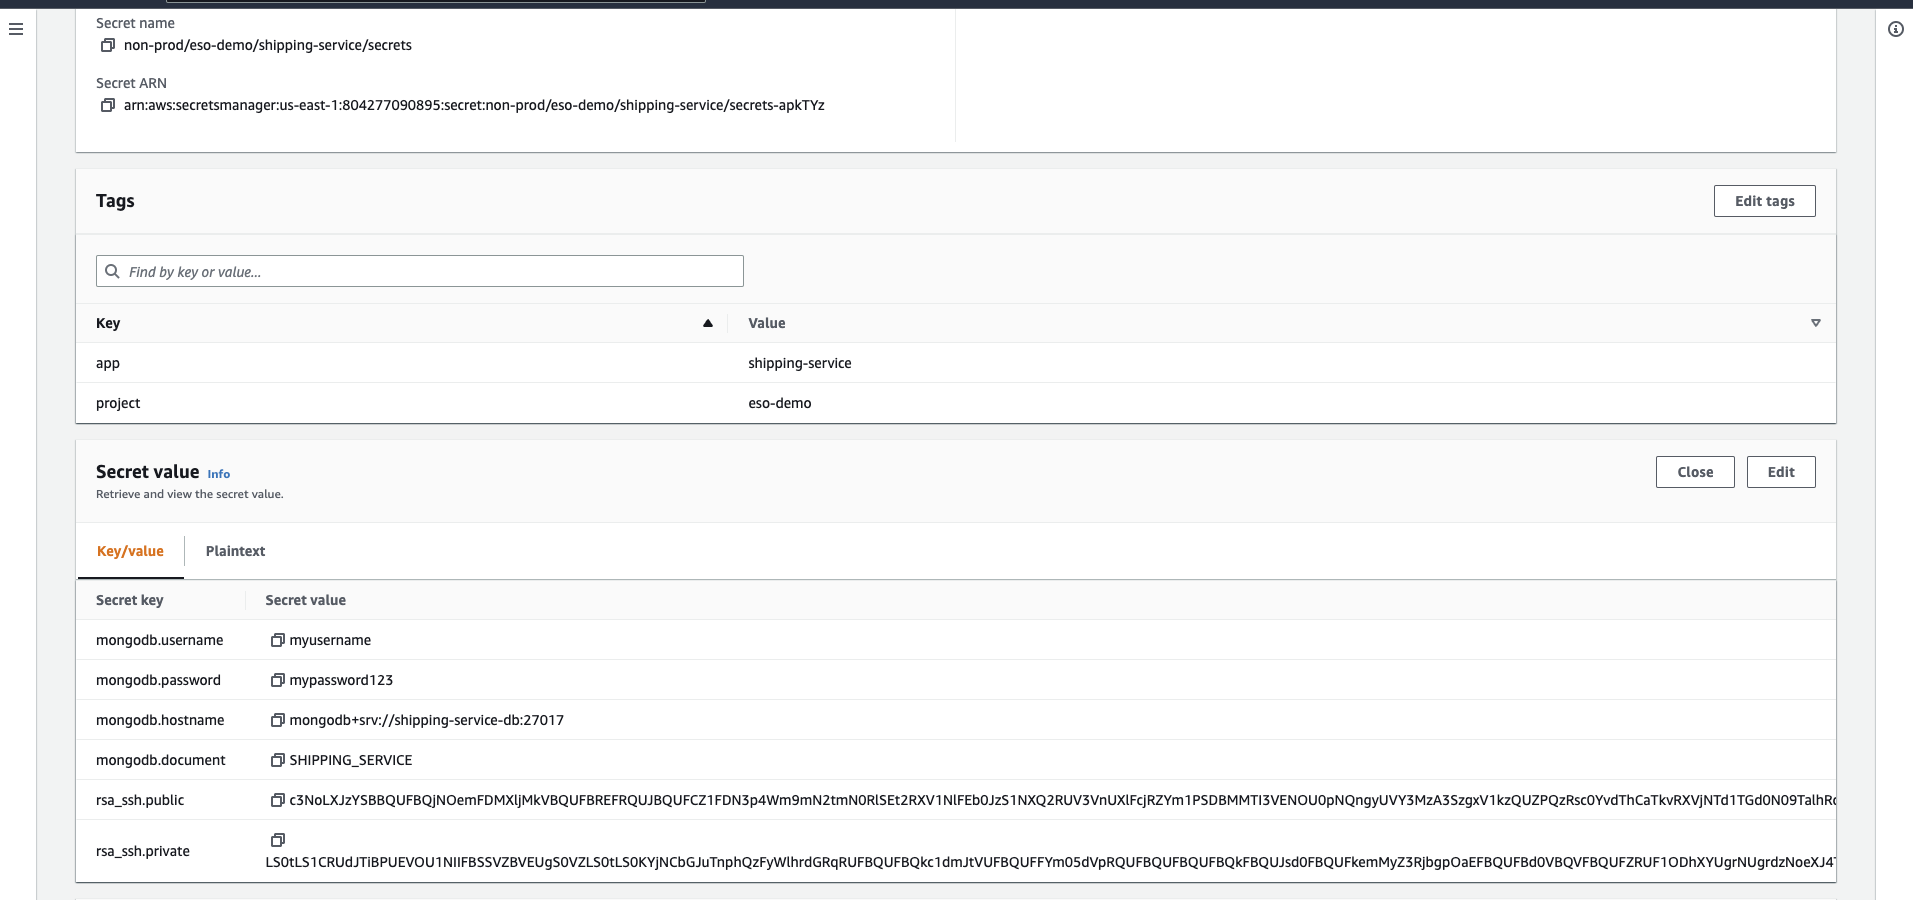 Secret name
non-prod/eso-demo/shipping-service/secrets
Secret ARN
arn:aws:secretsmanager:us-east-1:804277090895:secret:non-prod/eso-demo/shipping-service/secrets-apkTYz
Tags
Edit tags
Find by key or value...
Key Value
app shipping-service
project eso-demo
Secret value Info
Close Edit
Retrieve and view the secret value.
Key/value Plaintext
Secret key Secret value
mongodb.username myusername
mongodb.password mypassword123
mongodb.hostname mongodb+srv://shipping-service-db:27017
mongodb.document SHIPPING_SERVICE
rsa_ssh.public
rsa_ssh.private